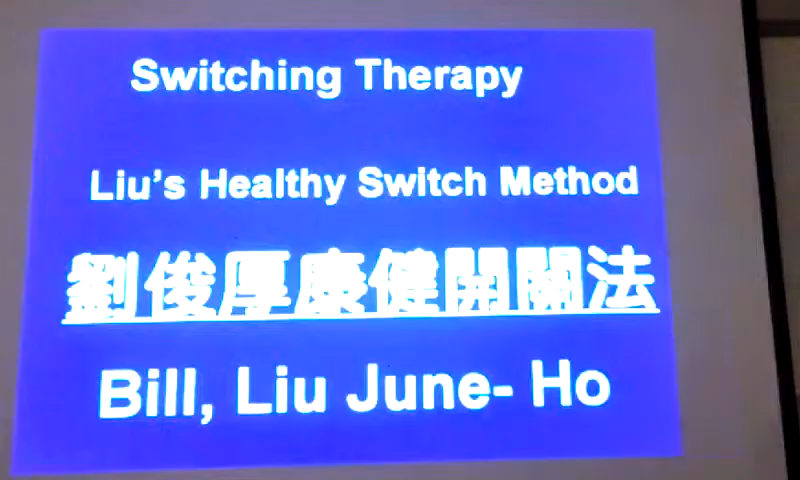 Switching Therapy
Liu's Healthy Switch Method
劉俊厚康健開關法
Bill, Liu June- Ho